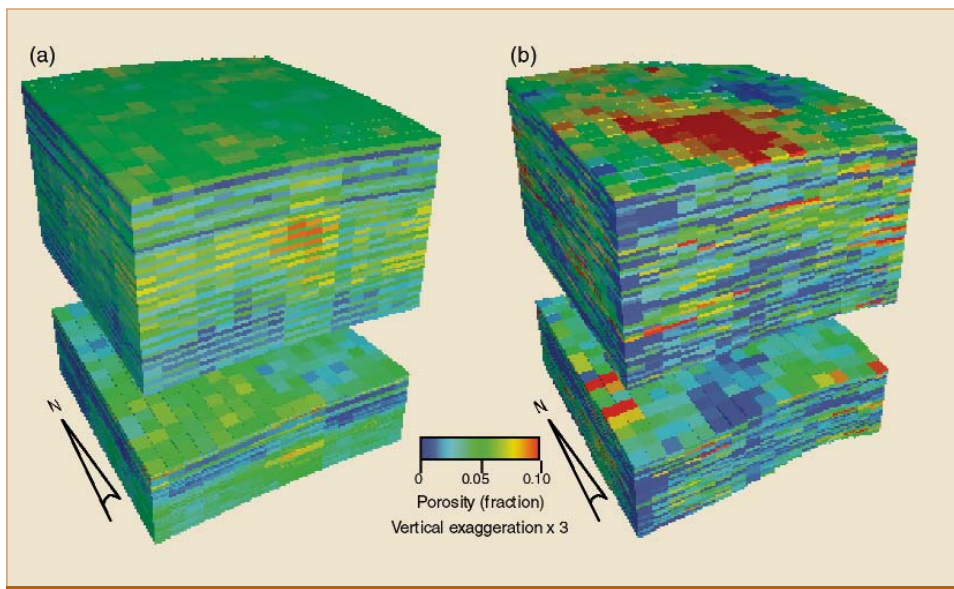 (a)
(b)
N
N
0 0.05 0.10
Porosity (fraction)
Vertical exaggeration x 3